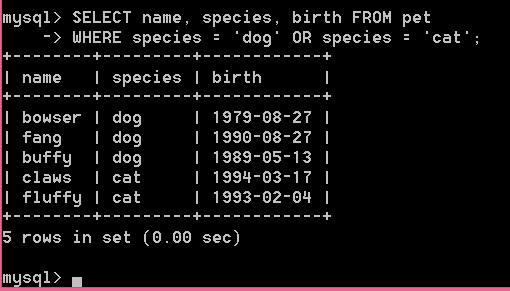 mysql> SELECT name, species, birth FROM pet
    -> WHERE species = 'dog' OR species = 'cat';
+--------+---------+------------+
| name   | species | birth      |
+--------+---------+------------+
| bowser | dog     | 1979-08-27 |
| fang   | dog     | 1990-08-27 |
| buffy  | dog     | 1989-05-13 |
| claws  | cat     | 1994-03-17 |
| fluffy | cat     | 1993-02-04 |
+--------+---------+------------+
5 rows in set (0.00 sec)

mysql>